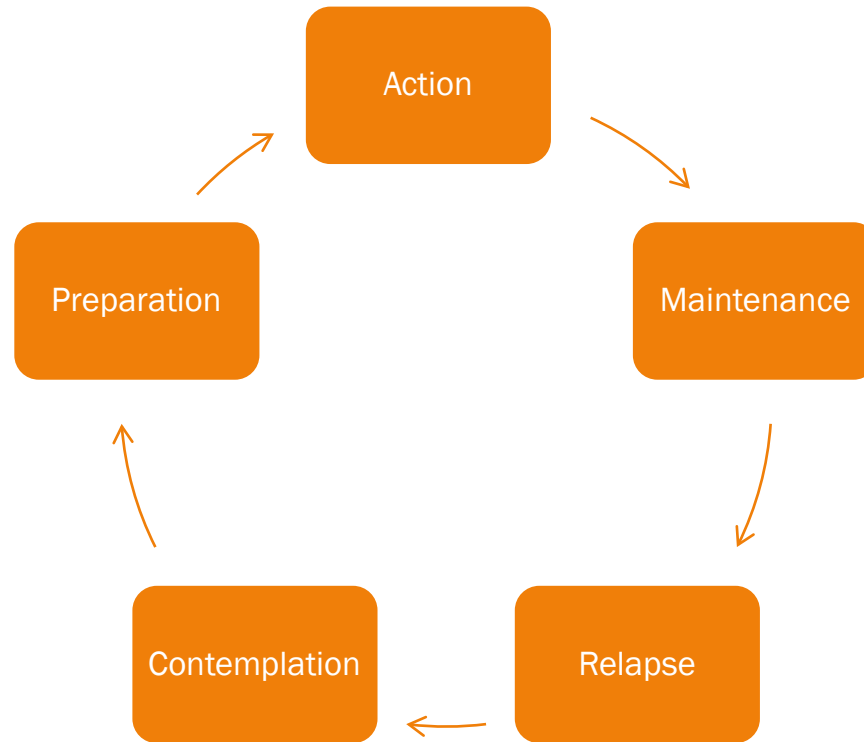 Action
Preparation
Maintenance
Contemplation
Relapse